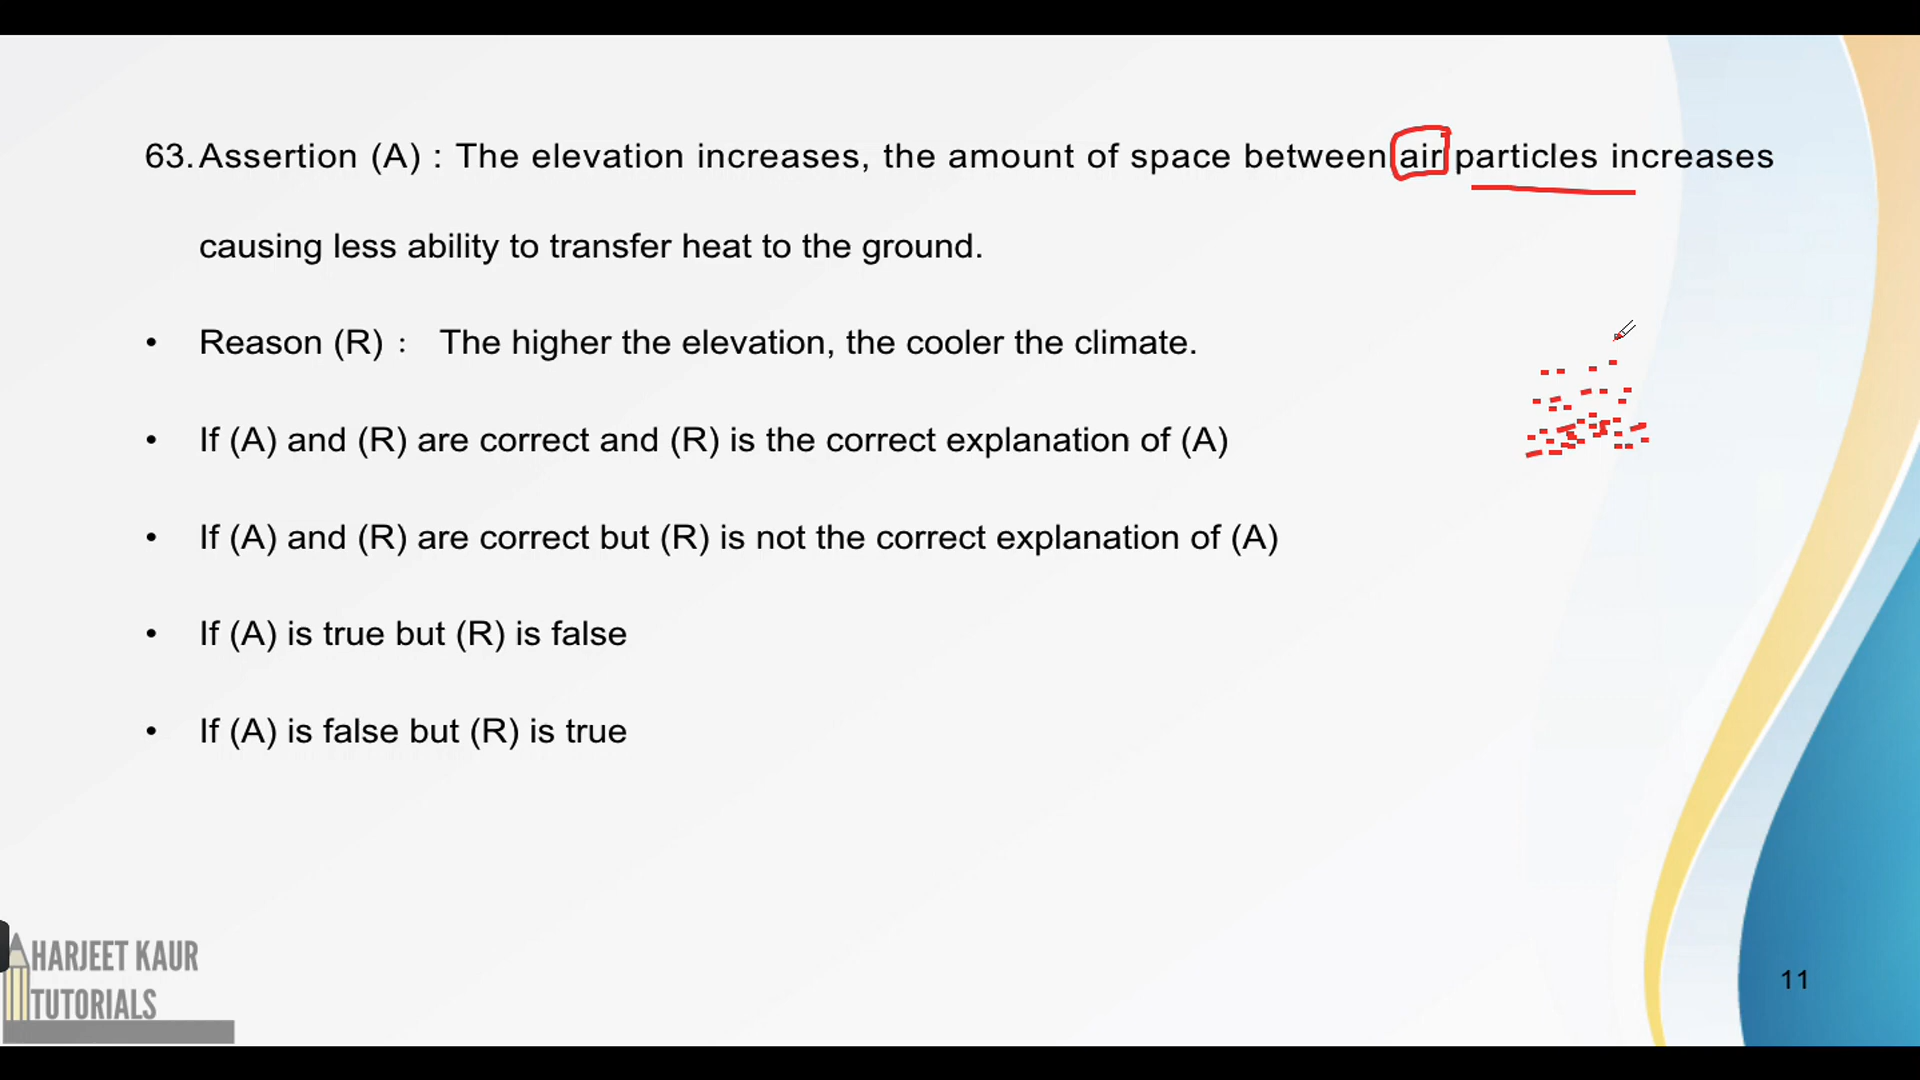 63. Assertion (A) : The elevation increases, the amount of space between air particles increases
causing less ability to transfer heat to the ground.
• Reason (R) : The higher the elevation, the cooler the climate.
• If (A) and (R) are correct and (R) is the correct explanation of (A)
• If (A) and (R) are correct but (R) is not the correct explanation of (A)
• If (A) is true but (R) is false
• If (A) is false but (R) is true
HARJEET KAUR
TUTORIALS
11